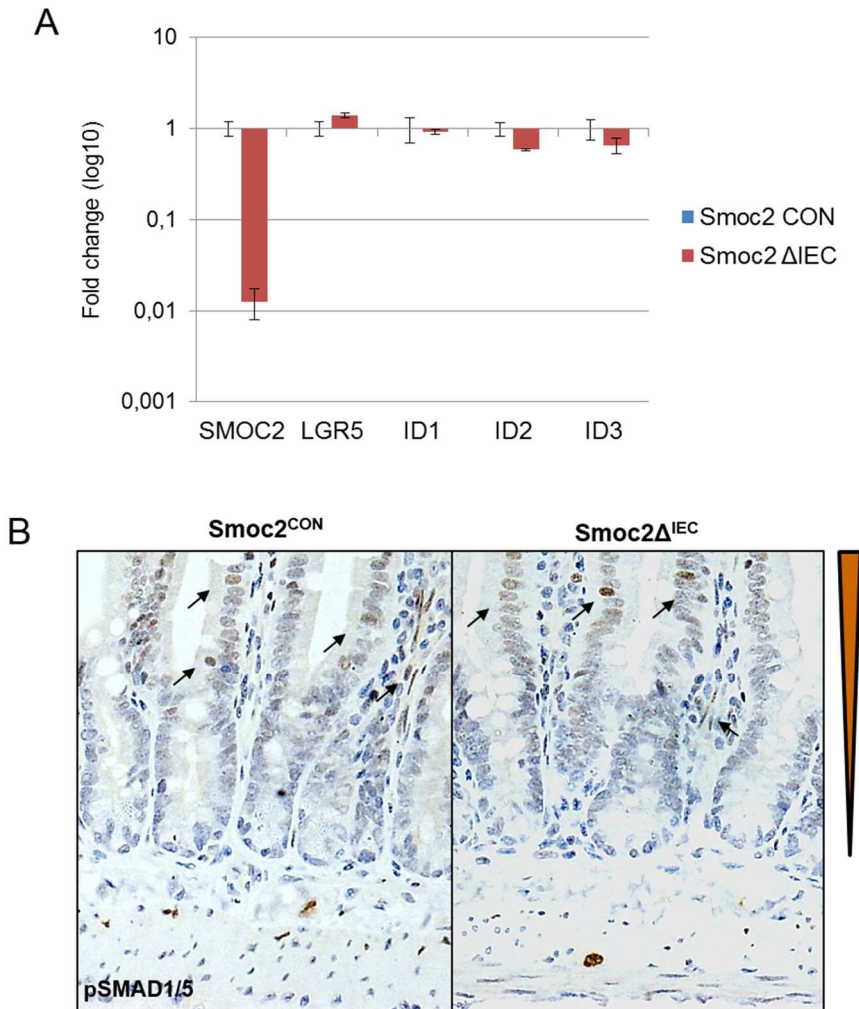 A
10
1
0,1
0,01
0,001
Fold change (log10)
SMOC2 LGR5 ID1 ID2 ID3
Smoc2 CON
Smoc2 ΔIEC
B
Smoc2CON Smoc2ΔIEC
pSMAD1/5